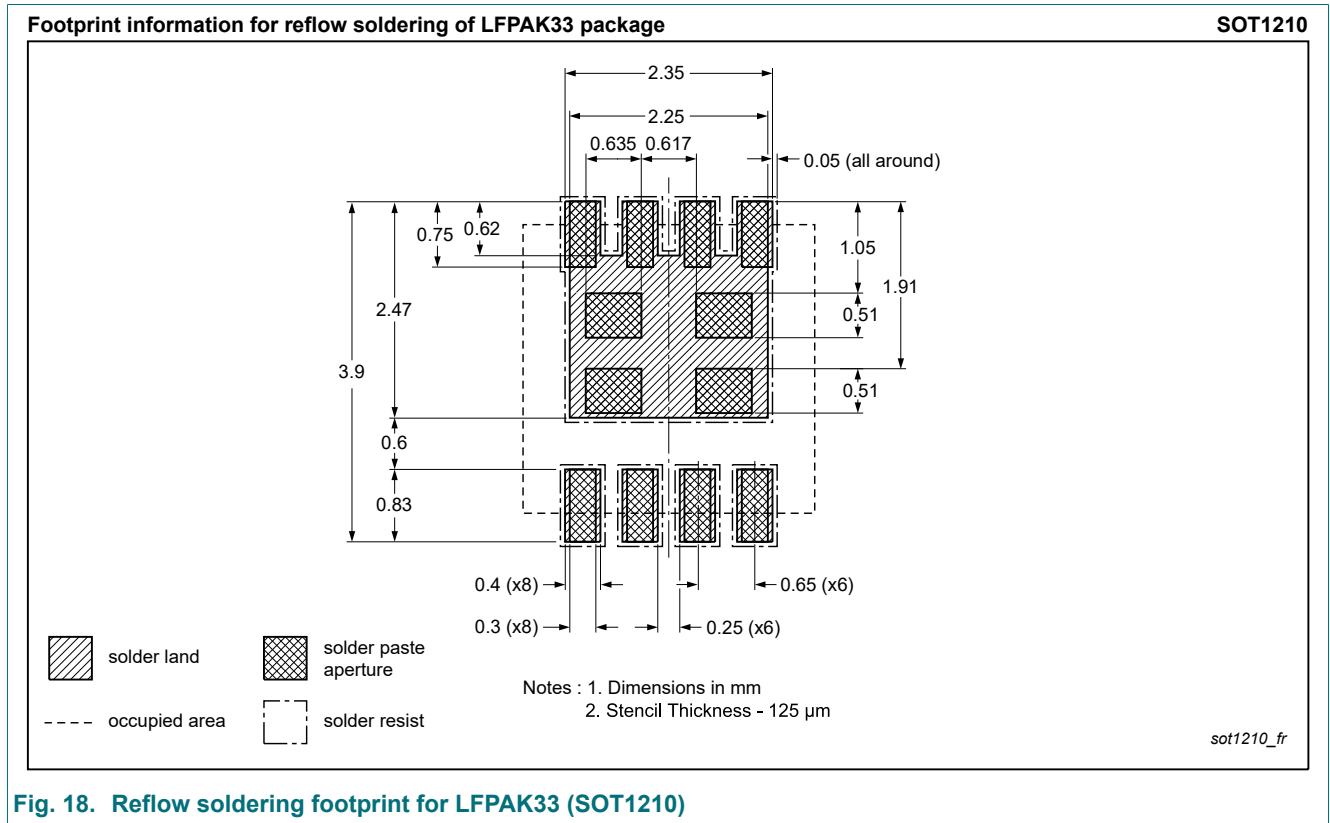 Footprint information for reflow soldering of LFPAK33 package SOT1210
2.35
2.25
0.635 0.617
0.05 (all around)
0.75 0.62
1.05
1.91
2.47
0.51
3.9
0.51
0.6
0.83
0.4 (x8)
0.65 (x6)
0.3 (x8)
0.25 (x6)
solder land
solder paste
aperture
occupied area
solder resist
Notes : 1. Dimensions in mm
2. Stencil Thickness - 125 µm
sot1210_fr
Fig. 18. Reflow soldering footprint for LFPAK33 (SOT1210)